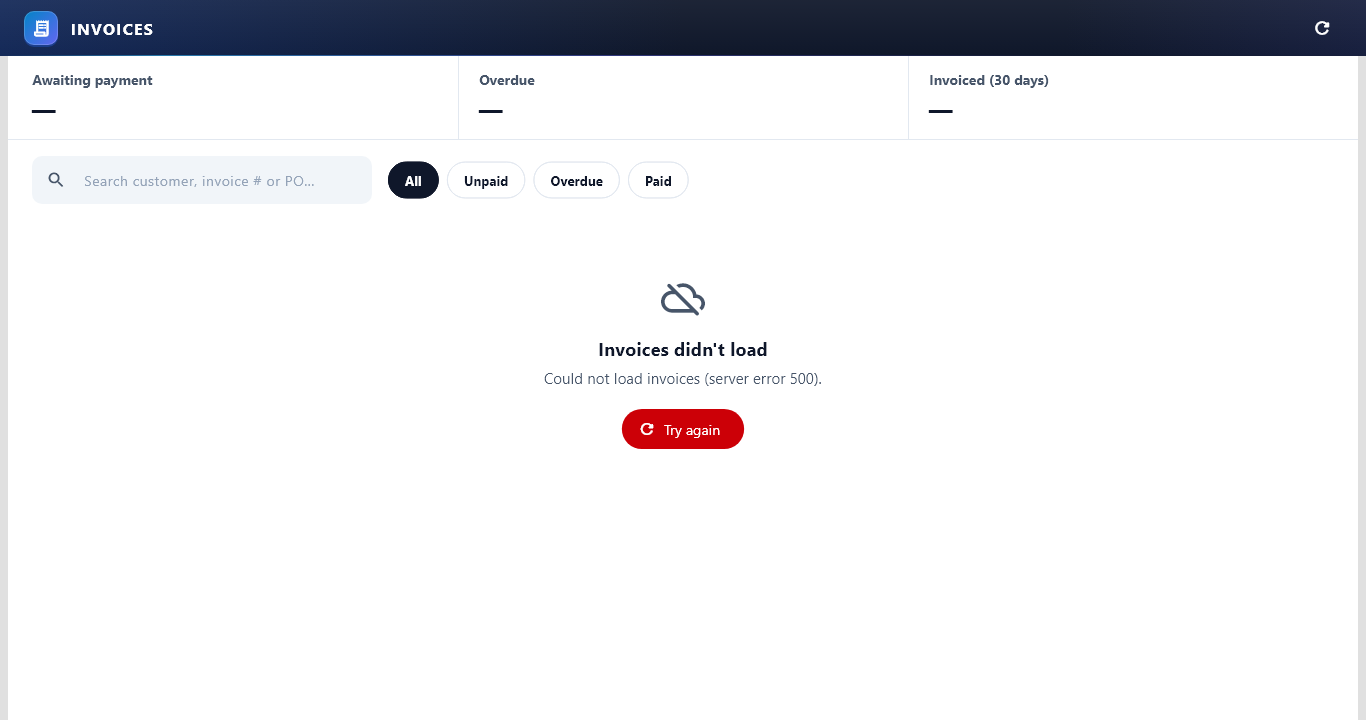 INVOICES
Awaiting payment
—
Overdue
—
Invoiced (30 days)
—
Search customer, invoice # or PO...
All
Unpaid
Overdue
Paid
Invoices didn't load
Could not load invoices (server error 500).
Try again